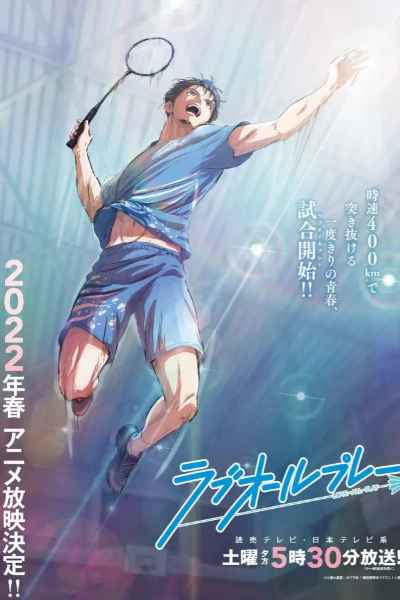 時速400kmで
突き抜ける
一度きりの青春、
試合開始!!
2022年春 アニメ放映決定!!
ラブオールプレー
読売テレビ・日本テレビ系
土曜夕方5時30分放送!